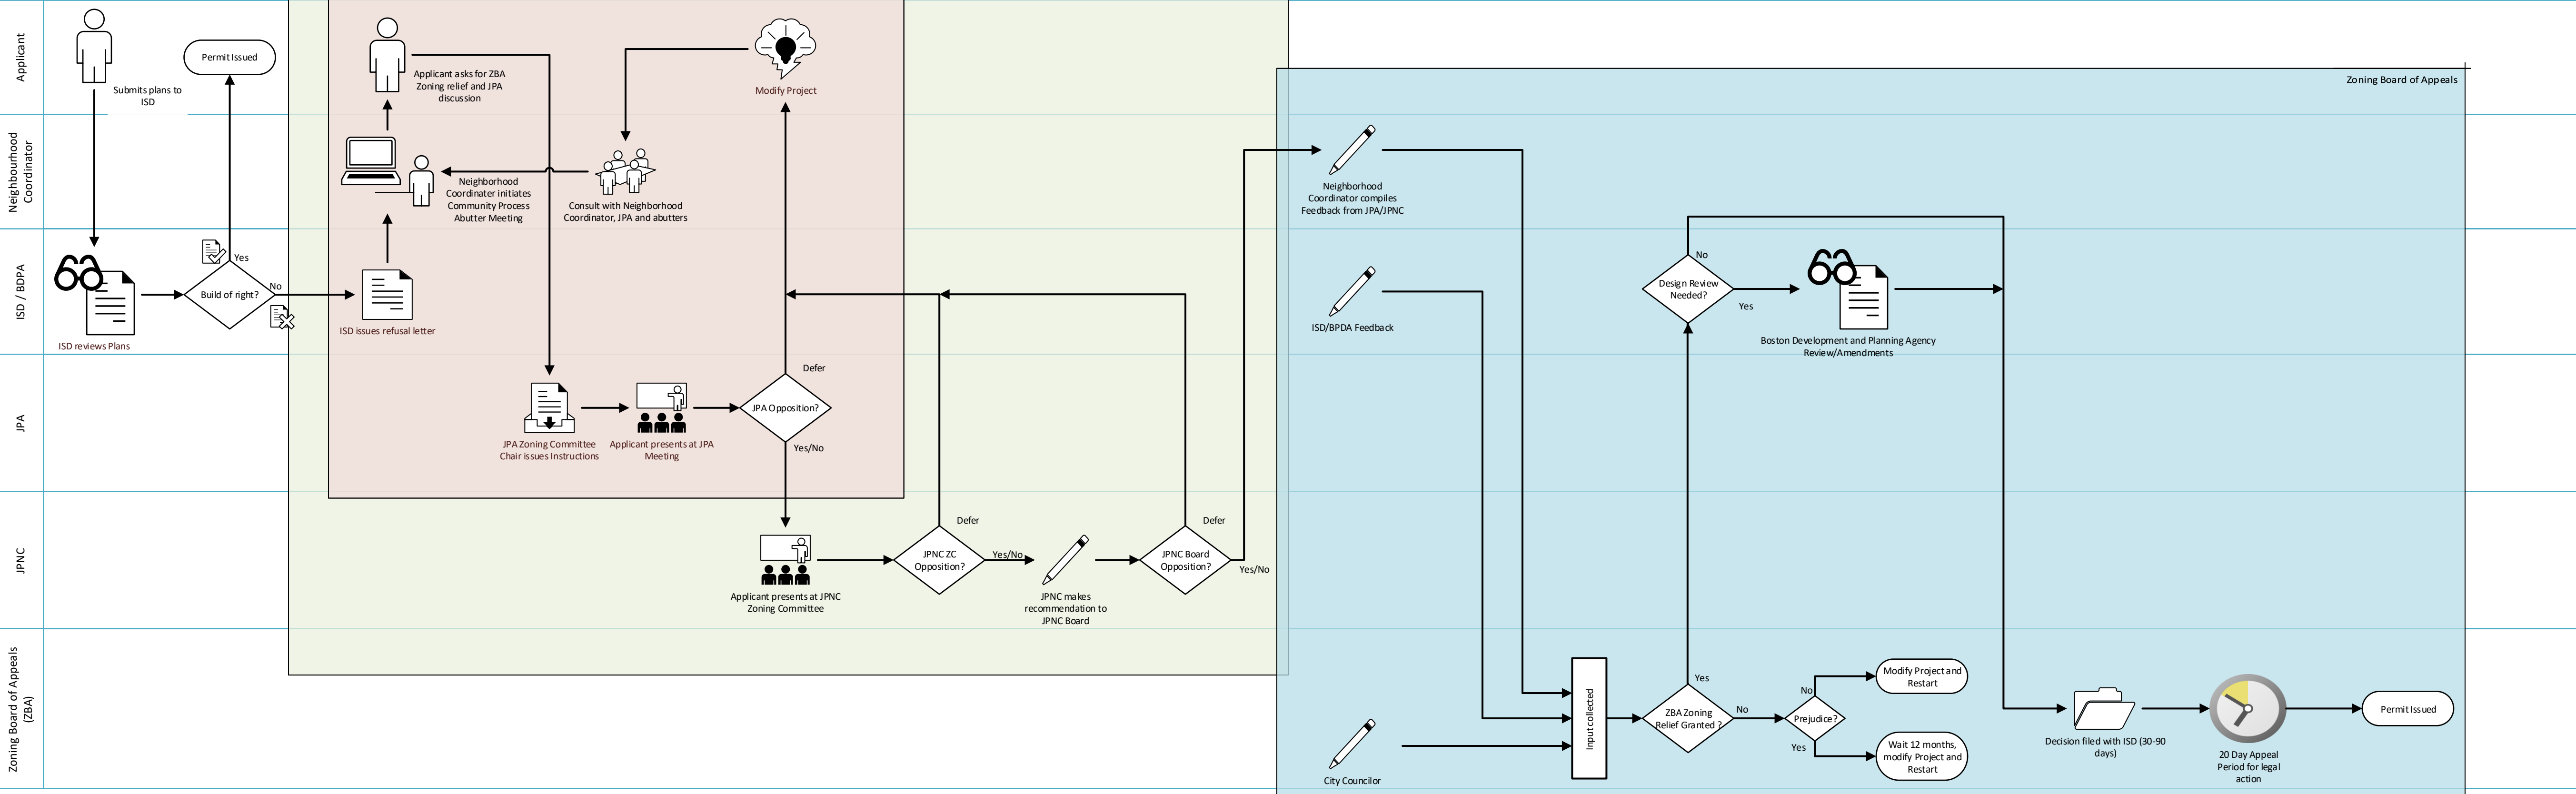 Applicant
Submits plans to
ISD
Permit Issued
Applicant asks for ZBA
Zoning relief and JPA
discussion
Modify Project
Zoning Board of Appeals
Neighbourhood
Coordinator
Neighborhood
Coordinater initiates
Community Process
Abutter Meeting
Consult with Neighborhood
Coordinator, JPA and abutters
Neighborhood
Coordinator compiles
Feedback from JPA/JPNC
ISD / BDPA
ISD reviews Plans
Build of right?
Yes
No
ISD issues refusal letter
ISD/BPDA Feedback
Design Review
Needed?
No
Yes
Boston Development and Planning Agency
Review/Amendments
JPA
JPA Zoning Committee
Chair issues Instructions
Applicant presents at JPA
Meeting
JPA Opposition?
Defer
Yes/No
JPNC
Applicant presents at JPNC
Zoning Committee
JPNC ZC
Opposition?
Defer
Yes/No
JPNC makes
recommendation to
JPNC Board
JPNC Board
Opposition?
Defer
Yes/No
Zoning Board of Appeals
(ZBA)
City Councilor
Input collected
ZBA Zoning
Relief Granted ?
Yes
No
Prejudice?
No
Yes
Modify Project and
Restart
Wait 12 months,
modify Project and
Restart
Decision filed with ISD (30-90
days)
20 Day Appeal
Period for legal
action
Permit Issued